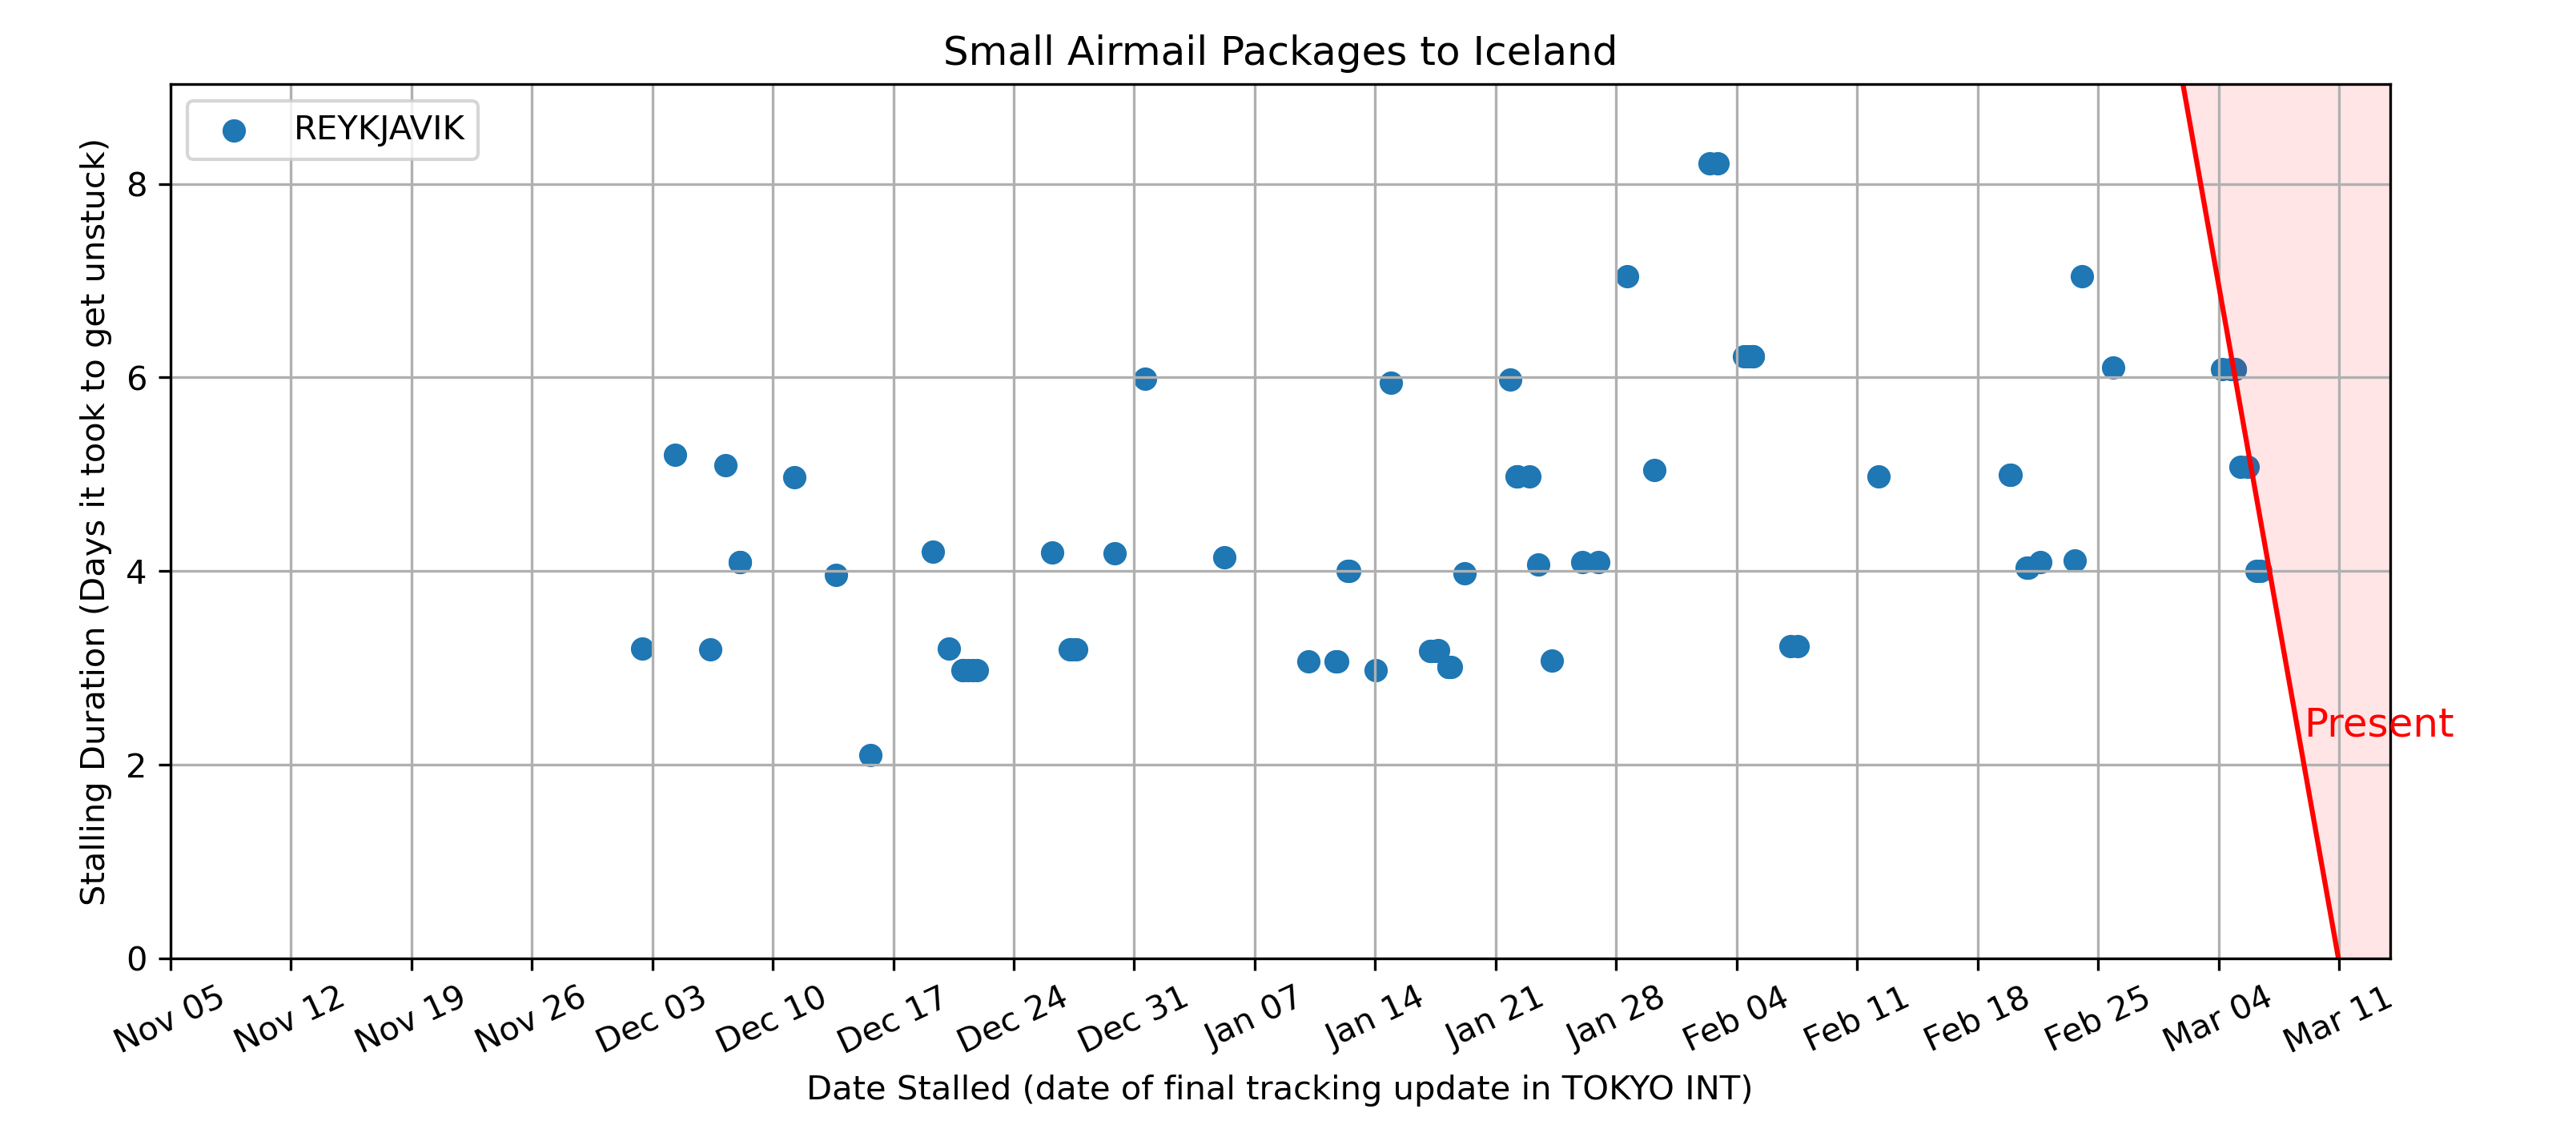 Small Airmail Packages to Iceland
REYKJAVIK
Stalling Duration (Days it took to get unstuck)
8
6
4
2
0
Present
Nov 05 Nov 12 Nov 19 Nov 26 Dec 03 Dec 10 Dec 17 Dec 24 Dec 31 Jan 07 Jan 14 Jan 21 Jan 28 Feb 04 Feb 11 Feb 18 Feb 25 Mar 04 Mar 11
Date Stalled (date of final tracking update in TOKYO INT)